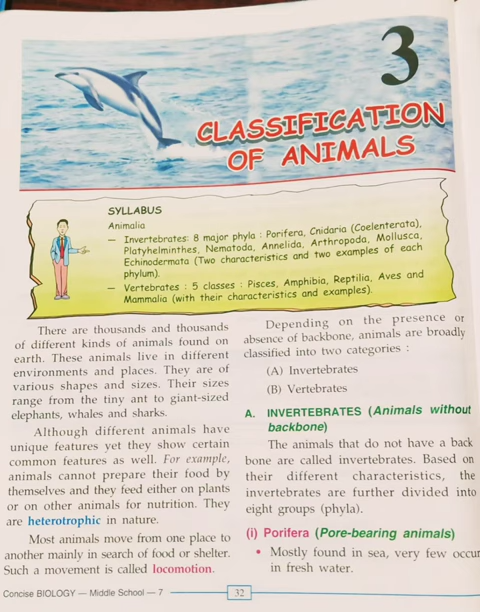 3
CLASSIFICATION
OF ANIMALS
SYLLABUS
Animalia
— Invertebrates: 8 major phyla : Porifera, Cnidaria (Coelenterata),
Platyhelminthes, Nematoda, Annelida, Arthropoda, Mollusca,
Echinodermata (Two characteristics and two examples of each
phylum).
— Vertebrates : 5 classes : Pisces, Amphibia, Reptilia, Aves and
Mammalia (with their characteristics and examples).
There are thousands and thousands
of different kinds of animals found on
earth. These animals live in different
environments and places. They are of
various shapes and sizes. Their sizes
range from the tiny ant to giant-sized
elephants, whales and sharks.
Although different animals have
unique features yet they show certain
common features as well. For example,
animals cannot prepare their food by
themselves and they feed either on plants
or on other animals for nutrition. They
are heterotrophic in nature.
Most animals move from one place to
another mainly in search of food or shelter.
Such a movement is called locomotion.
Depending on the presence or
absence of backbone, animals are broadly
classified into two categories :
(A) Invertebrates
(B) Vertebrates
A. INVERTEBRATES (Animals without
backbone)
The animals that do not have a back
bone are called invertebrates. Based on
their different characteristics, the
invertebrates are further divided into
eight groups (phyla).
(i) Porifera (Pore-bearing animals)
• Mostly found in sea, very few occur
in fresh water.
Concise BIOLOGY — Middle School — 7
32